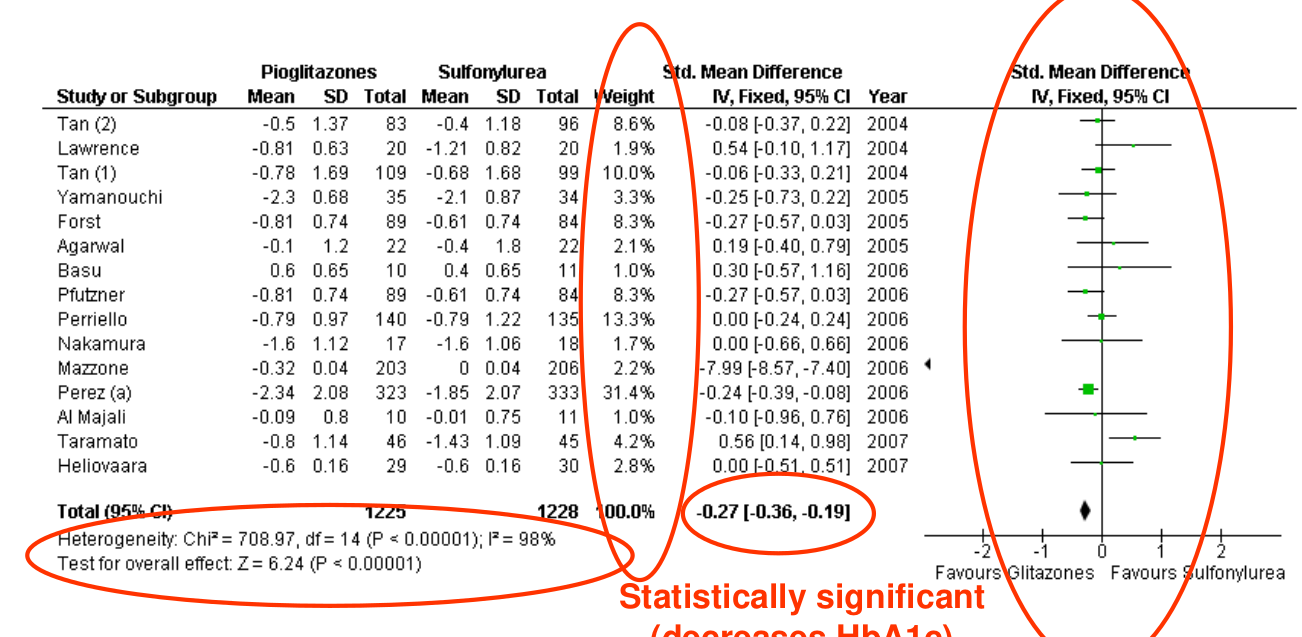 Pioglitazones Sulfonylurea Std. Mean Difference Std. Mean Difference
Study or Subgroup Mean SD Total Mean SD Total Weight IV, Fixed, 95% CI Year IV, Fixed, 95% CI
Tan (2) -0.5 1.37 83 -0.4 1.18 96 8.6% -0.08 [-0.37, 0.22] 2004
Lawrence -0.81 0.63 20 -1.21 0.82 20 1.9% 0.54 [-0.10, 1.17] 2004
Tan (1) -0.78 1.69 109 -0.68 1.68 99 10.0% -0.06 [-0.33, 0.21] 2004
Yamanouchi -2.3 0.68 35 -2.1 0.87 34 3.3% -0.25 [-0.73, 0.22] 2005
Forst -0.81 0.74 89 -0.61 0.74 84 8.3% -0.27 [-0.57, 0.03] 2005
Agarwal -0.1 1.2 22 -0.4 1.8 22 2.1% 0.19 [-0.40, 0.79] 2005
Basu 0.6 0.65 10 0.4 0.65 11 1.0% 0.30 [-0.57, 1.16] 2006
Pfutzner -0.81 0.74 89 -0.61 0.74 84 8.3% -0.27 [-0.57, 0.03] 2006
Perriello -0.79 0.97 140 -0.79 1.22 135 13.3% 0.00 [-0.24, 0.24] 2006
Nakamura -1.6 1.12 17 -1.6 1.06 18 1.7% 0.00 [-0.66, 0.66] 2006
Mazzone -0.32 0.04 203 0 0.04 206 2.2% -7.99 [-8.57, -7.40] 2006
Perez (a) -2.34 2.08 323 -1.85 2.07 333 31.4% -0.24 [-0.39, -0.08] 2006
Al Majali -0.09 0.8 10 -0.01 0.75 11 1.0% -0.10 [-0.96, 0.76] 2006
Taramato -0.8 1.14 46 -1.43 1.09 45 4.2% 0.56 [0.14, 0.98] 2007
Heliovaara -0.6 0.16 29 -0.6 0.16 30 2.8% 0.00 [-0.51, 0.51] 2007
Total (95% CI) 1225 1228 100.0% -0.27 [-0.36, -0.19]
Heterogeneity: Chi² = 708.97, df = 14 (P < 0.00001); I² = 98%
Test for overall effect: Z = 6.24 (P < 0.00001)
-2 -1 0 1 2
Favours Glitazones Favours Sulfonylurea
Statistically significant
(decreases HbA1c)